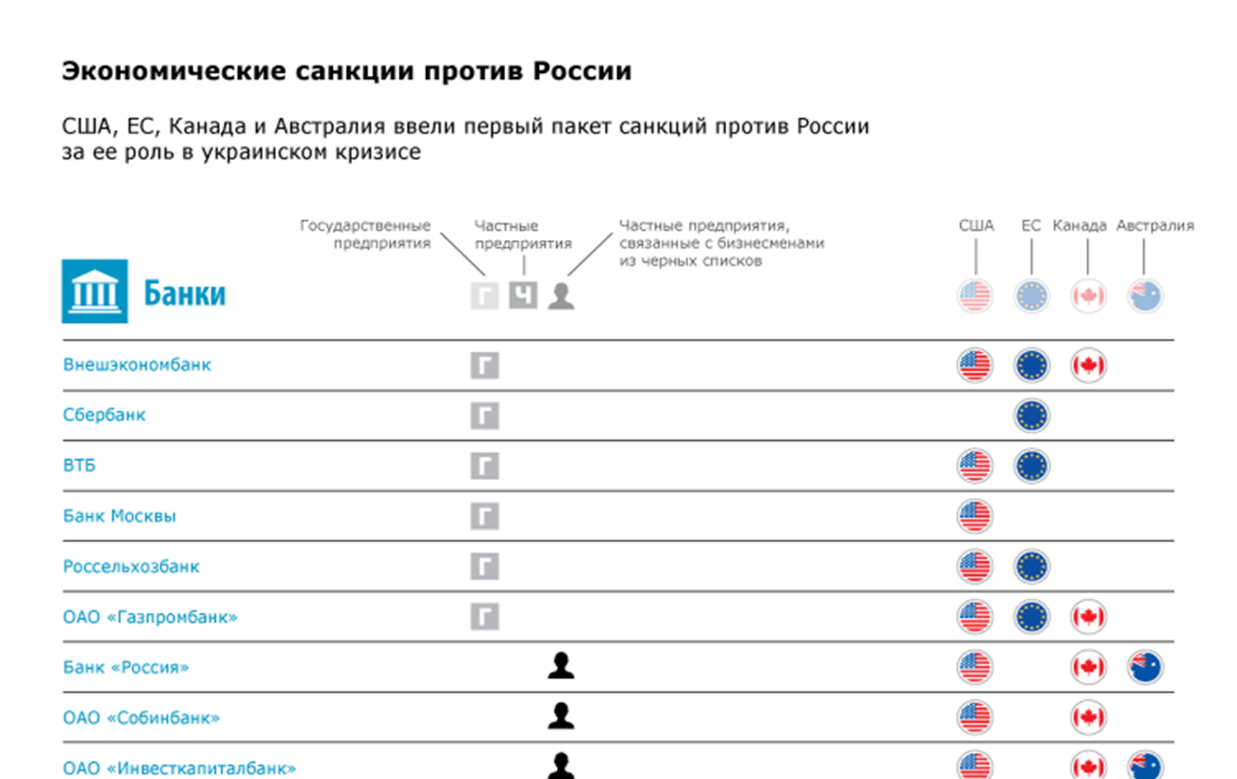 Экономические санкции против России
США, ЕС, Канада и Австралия ввели первый пакет санкций против России
за ее роль в украинском кризисе
Государственные
предприятия
Частные
предприятия
Частные предприятия,
связанные с бизнесменами
из черных списков
США
ЕС
Канада
Австралия
Банки
Г
Ч
Внешэкономбанк
Г
Сбербанк
Г
ВТБ
Г
Банк Москвы
Г
Россельхозбанк
Г
ОАО «Газпромбанк»
Г
Банк «Россия»
ОАО «Собинбанк»
ОАО «Инвесткапиталбанк»